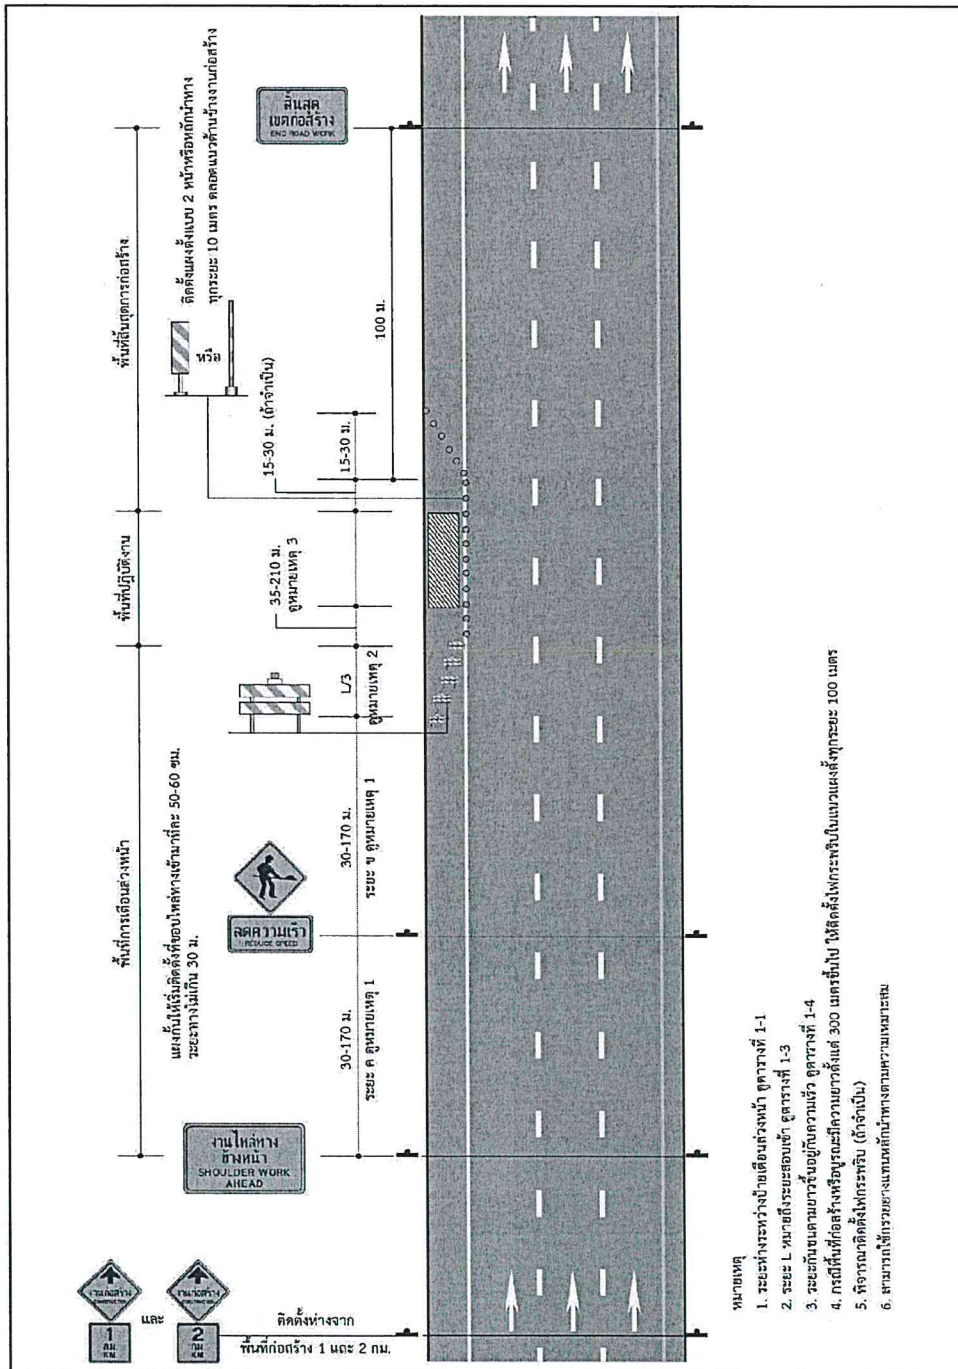 สิ้นสุด
เขตก่อสร้าง
END ROAD WORK
ติดตั้งแผงตั้งแบบ 2 หน้าหรือหลักนำทาง
ทุกระยะ 10 เมตร ตลอดแนวด้านข้างงานก่อสร้าง
หรือ
พื้นที่สิ้นสุดการก่อสร้าง
100 ม.
15-30 ม. (ถ้าจำเป็น)
15-30 ม.
พื้นที่ปฏิบัติงาน
35-210 ม.
ดูหมายเหตุ 3
L/3
ดูหมายเหตุ 2
พื้นที่การเตือนล่วงหน้า
แผงกั้นให้เริ่มติดตั้งที่ขอบไหล่ทางเข้ามาทีละ 50-60 ซม.
ระยะทางไม่เกิน 30 ม.
30-170 ม.
ระยะ ข ดูหมายเหตุ 1
ลดความเร็ว
REDUCE SPEED
30-170 ม.
ระยะ ค ดูหมายเหตุ 1
งานไหล่ทาง
ข้างหน้า
SHOULDER WORK
AHEAD
งานก่อสร้าง
CONSTRUCTION
1
กม.
KM
และ
งานก่อสร้าง
CONSTRUCTION
2
กม.
KM
ติดตั้งห่างจาก
พื้นที่ก่อสร้าง 1 และ 2 กม.
หมายเหตุ
1. ระยะห่างระหว่างป้ายเตือนล่วงหน้า ดูตารางที่ 1-1
2. ระยะ L หมายถึงระยะสอบเข้า ดูตารางที่ 1-3
3. ระยะกันชนตามยาวขึ้นอยู่กับความเร็ว ดูตารางที่ 1-4
4. กรณีพื้นที่ก่อสร้างหรือบูรณะมีความยาวตั้งแต่ 300 เมตรขึ้นไป ให้ติดตั้งไฟกระพริบในแนวแผงตั้งทุกระยะ 100 เมตร
5. พิจารณาติดตั้งไฟกระพริบ (ถ้าจำเป็น)
6. สามารถใช้กรวยยางแทนหลักนำทางตามความเหมาะสม